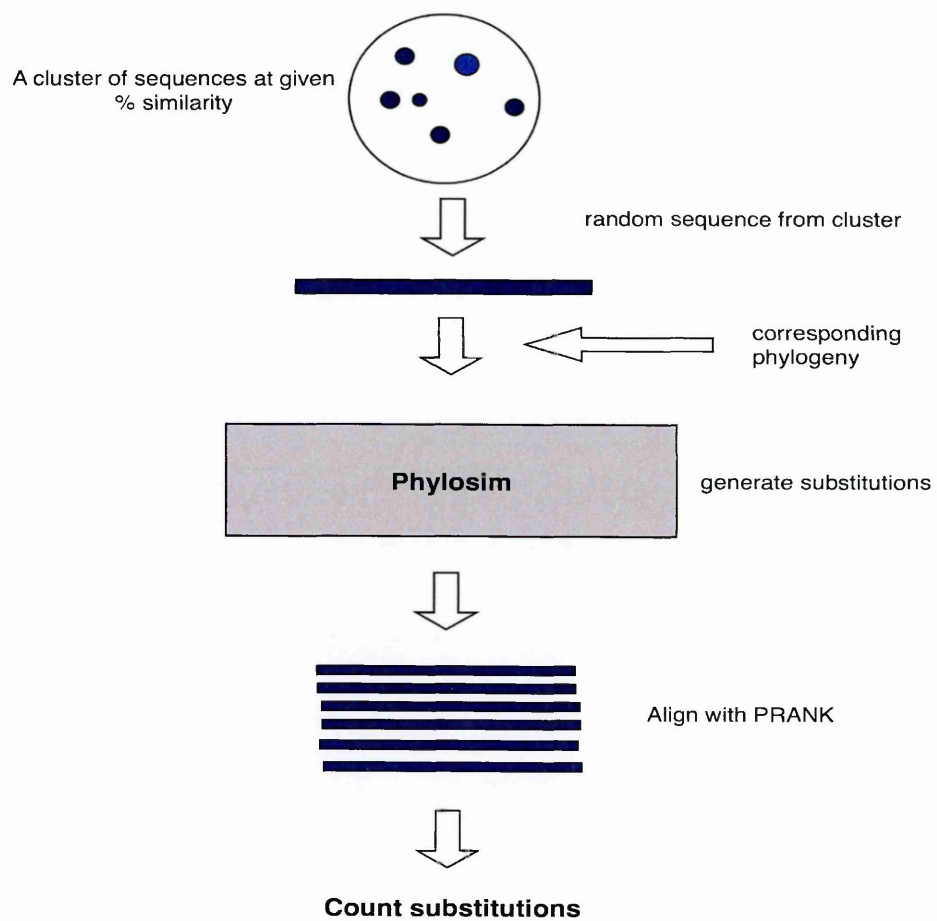 A cluster of sequences at given
% similarity
random sequence from cluster
corresponding
phylogeny
Phylosim
generate substitutions
Align with PRANK
Count substitutions